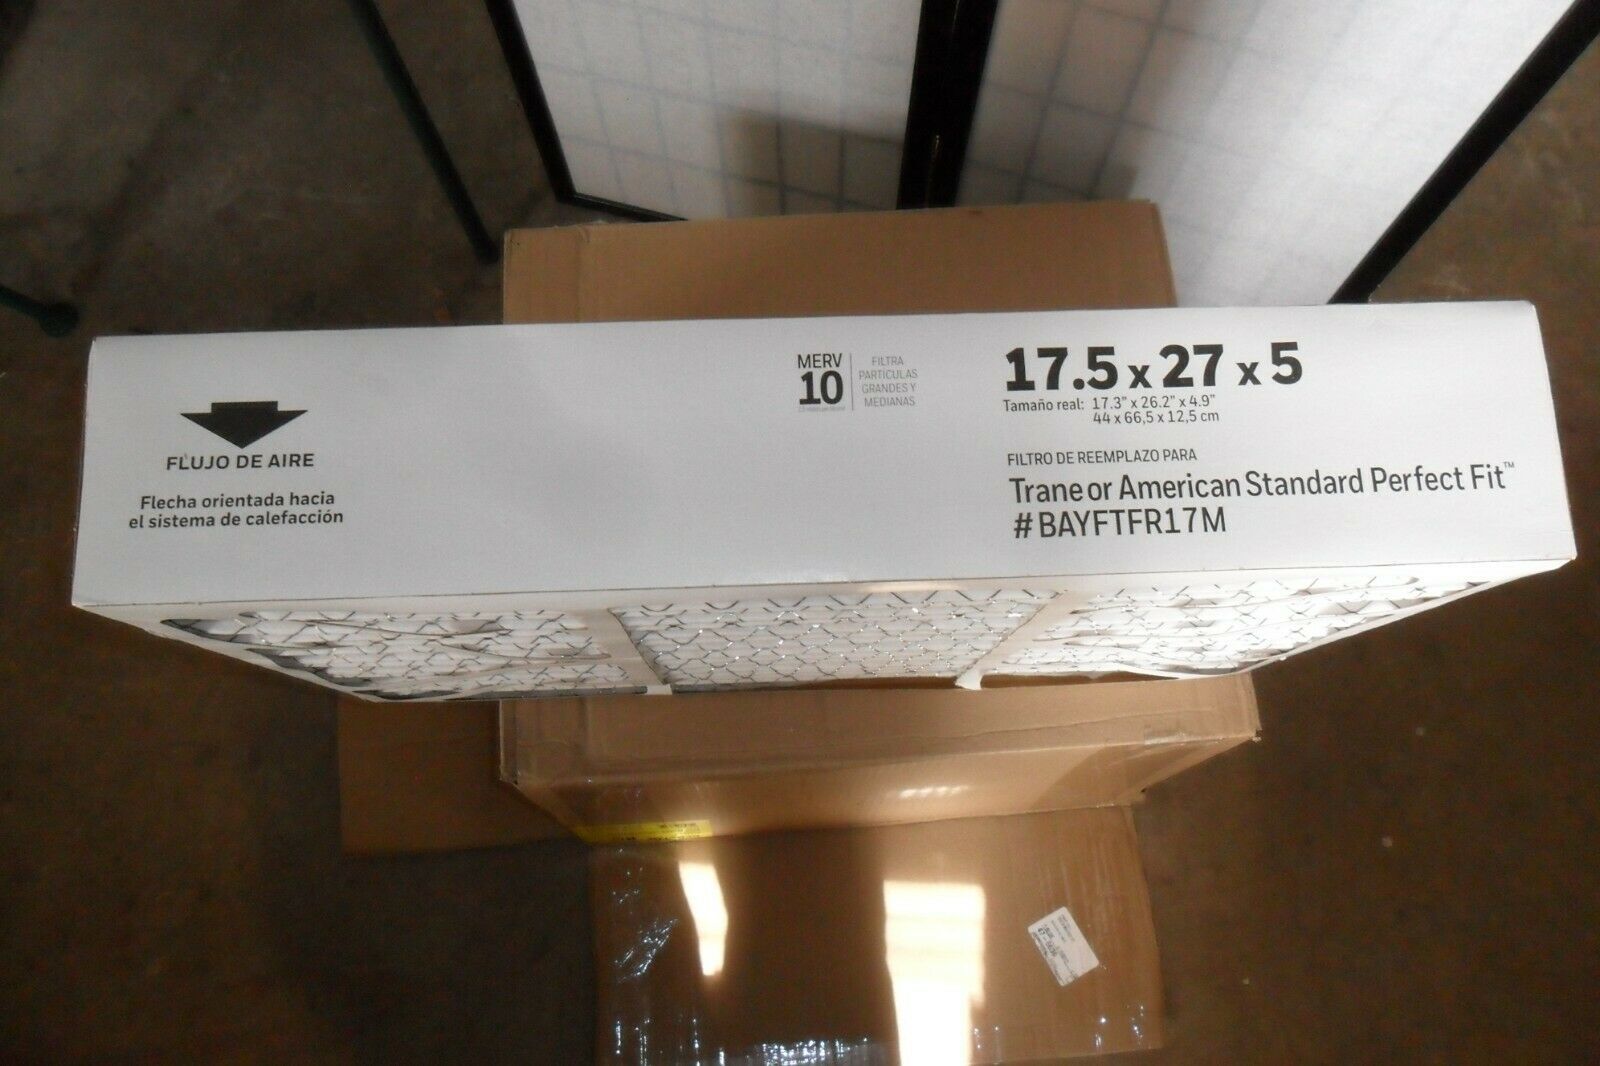 FLUJO DE AIRE
Flecha orientada hacia
el sistema de calefacción
MERV
10
FILTRA
PARTÍCULAS
GRANDES Y
MEDIANAS
17.5 x 27 x 5
Tamaño real: 17.3" x 26.2" x 4.9"
44 x 66,5 x 12,5 cm
FILTRO DE REEMPLAZO PARA
Trane or American Standard Perfect Fit™
# BAYFTFR17M